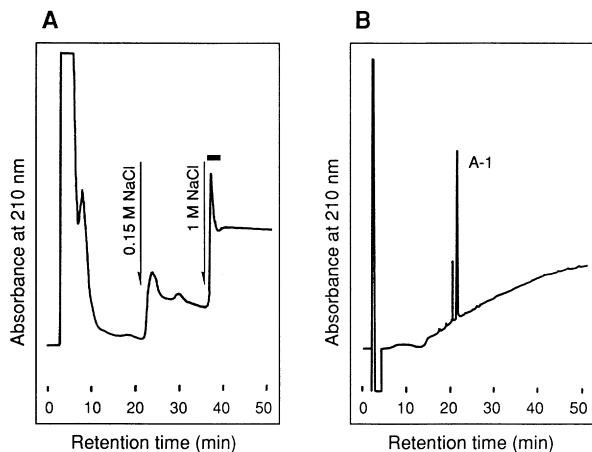 A
Absorbance at 210 nm
0.15 M NaCl
1 M NaCl
0 10 20 30 40 50
Retention time (min)
B
Absorbance at 210 nm
A-1
0 10 20 30 40 50
Retention time (min)